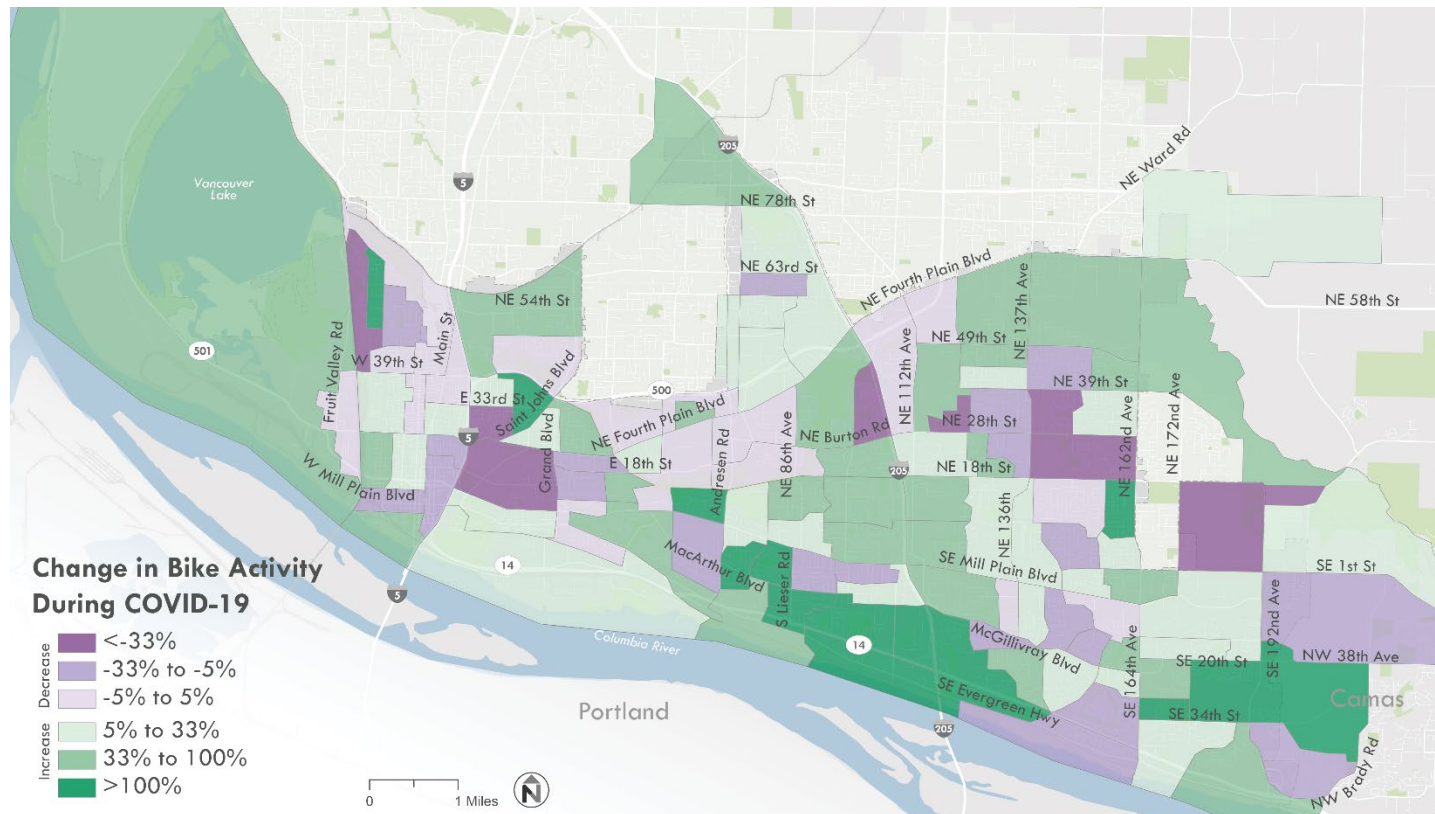 Vancouver
Lake
5
205
NE Ward Rd
NE 78th St
NE 63rd St
NE Fourth Plain Blvd
NE 54th St
NE 137th Ave
NE 58th St
501
Fruit Valley Rd
Main St
W 39th St
NE 49th St
NE 112th Ave
NE 39th St
500
E 33rd St
Saint Johns Blvd
NE Fourth Plain Blvd
NE 28th St
NE 162nd Ave
NE 172nd Ave
5
Grand Blvd
Andresen Rd
NE 86th Ave
NE Burton Rd
E 18th St
205
NE 18th St
W Mill Plain Blvd
NE 136th
MacArthur Blvd
S Lieser Rd
SE Mill Plain Blvd
SE 1st St
14
5
SE 192nd Ave
Columbia River
14
McGillivray Blvd
SE 164th Ave
SE 20th St
NW 38th Ave
SE Evergreen Hwy
SE 34th St
Camas
Portland
205
NW Brady Rd
Change in Bike Activity
During COVID-19
Decrease
<-33%
-33% to -5%
-5% to 5%
Increase
5% to 33%
33% to 100%
>100%
0
1 Miles
N